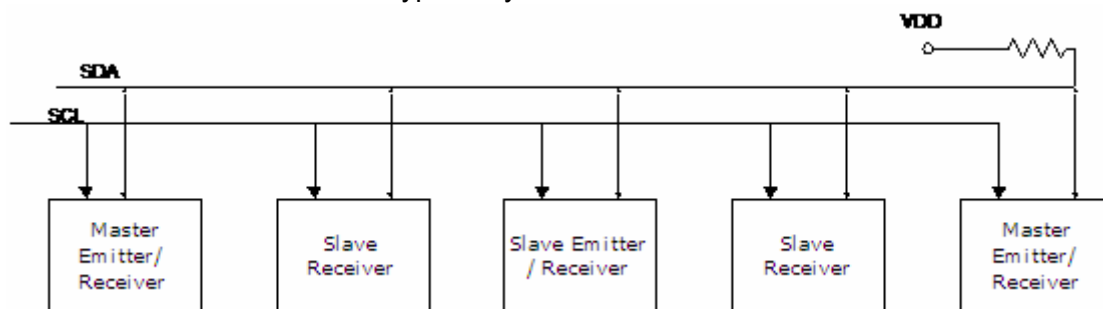 VDD
SDA
SCL
Master
Emitter/
Receiver
Slave
Receiver
Slave Emitter
/ Receiver
Slave
Receiver
Master
Emitter/
Receiver